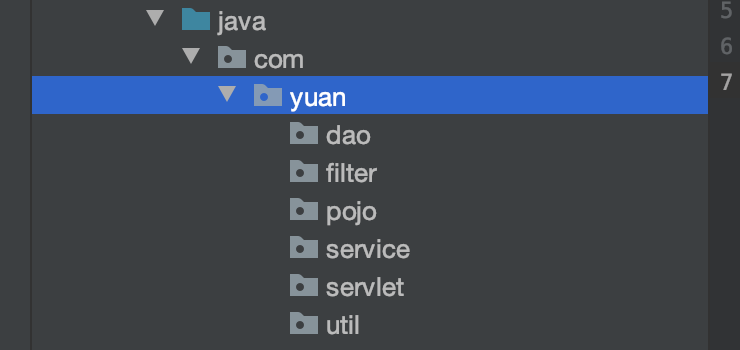 java
com
yuan
dao
filter
pojo
service
servlet
util
5
6
7